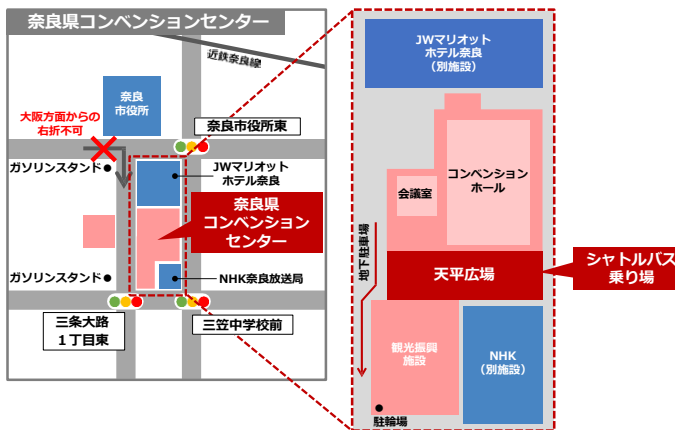 奈良県コンベンションセンター
近鉄奈良線
奈良
市役所
大阪方面からの
右折不可
奈良市役所東
ガソリンスタンド
JWマリオット
ホテル奈良
奈良県
コンベンション
センター
ガソリンスタンド
NHK奈良放送局
三条大路
１丁目東
三笠中学校前
JWマリオット
ホテル奈良
（別施設）
コンベンション
ホール
会議室
地下駐車場
天平広場
シャトルバス
乗り場
観光振興
施設
NHK
（別施設）
駐輪場